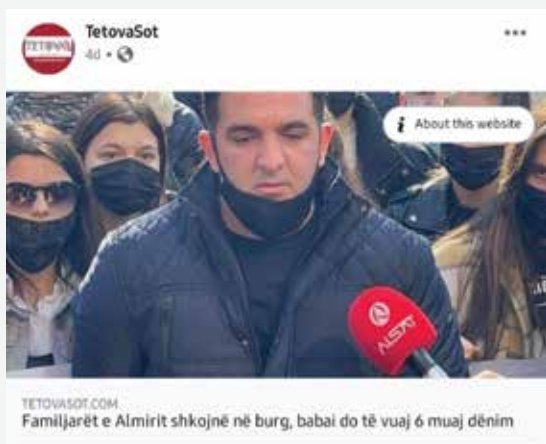 TetovaSot
TETOVA
4d •
About this website
ALSAT
TETOVASOT.COM
Familjarët e Almirit shkojnë në burg, babai do të vuaj 6 muaj dënim